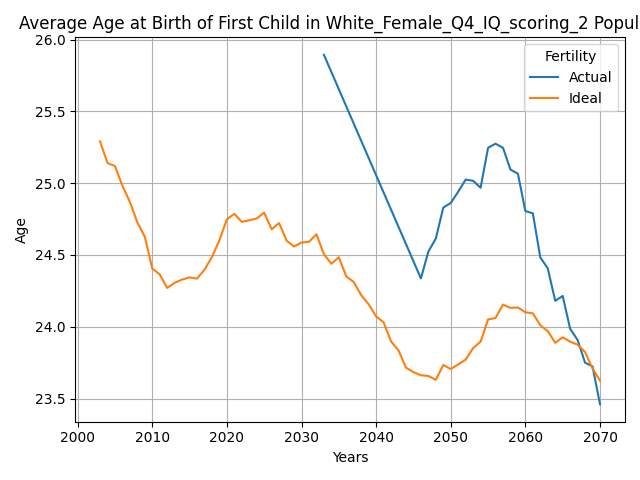 Average Age at Birth of First Child in White_Female_Q4_IQ_scoring_2 Popul
26.0
25.5
25.0
24.5
24.0
23.5
Age
Fertility
Actual
Ideal
2000 2010 2020 2030 2040 2050 2060 2070
Years